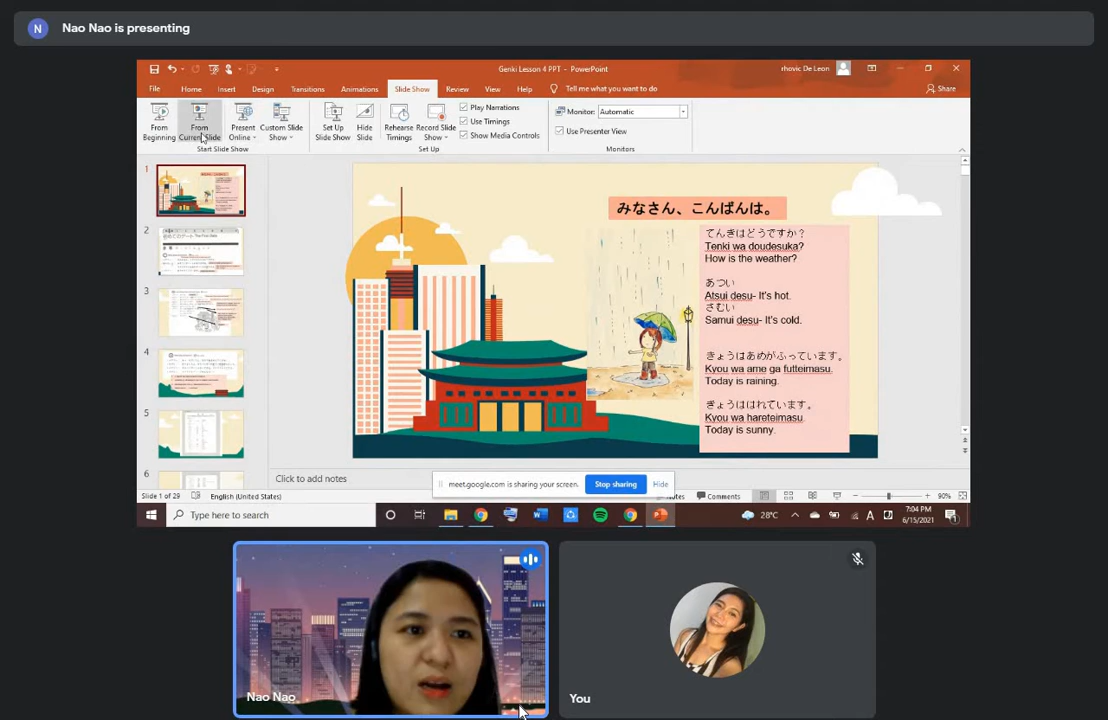 N Nao Nao is presenting
Genki Lesson 4 PPT - PowerPoint
rhovic De Leon
File Home Insert Design Transitions Animations Slide Show Review View Help Tell me what you want to do
Share
From Beginning
From Current Slide
Present Online
Custom Slide Show
Set Up Slide Show
Hide Slide
Rehearse Timings
Record Slide Show
Play Narrations
Use Timings
Show Media Controls
Monitor: Automatic
Use Presenter View
Start Slide Show
Set Up
Monitors
1
2
3
4
5
6
みなさん、こんばんは。
てんきはどうですか？
Tenki wa doudesuka?
How is the weather?
あつい
Atsui desu- It's hot.
さむい
Samui desu- It's cold.
きょうはあめがふっています。
Kyou wa ame ga futteimasu.
Today is raining.
きょうははれています。
Kyou wa hareteimasu.
Today is sunny.
Click to add notes
meet.google.com is sharing your screen.
Stop sharing
Hide
Slide 1 of 29
English (United States)
Notes
Comments
90%
Type here to search
28°C
7:04 PM
6/15/2021
Nao Nao
You